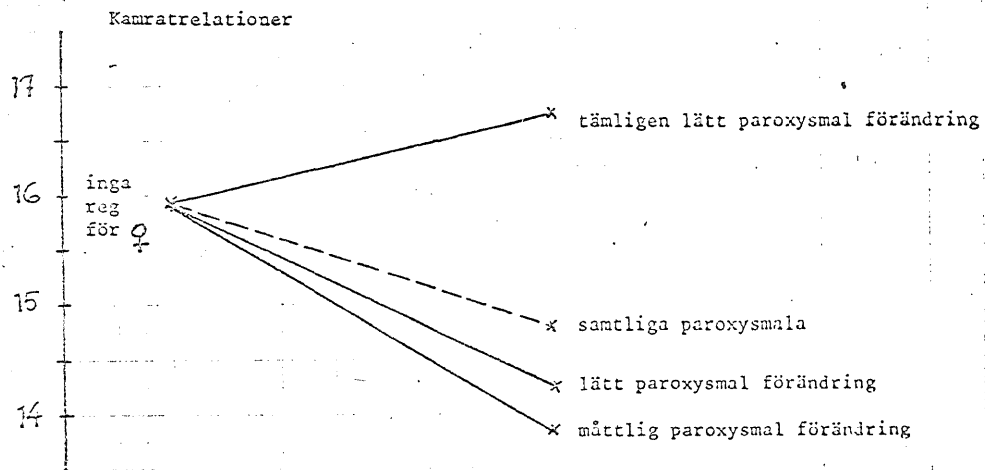 Kamratrelationer
17
tämligen lätt paroxysmal förändring
16
inga
reg
för ♀
15
samtliga paroxysmala
lätt paroxysmal förändring
14
måttlig paroxysmal förändring